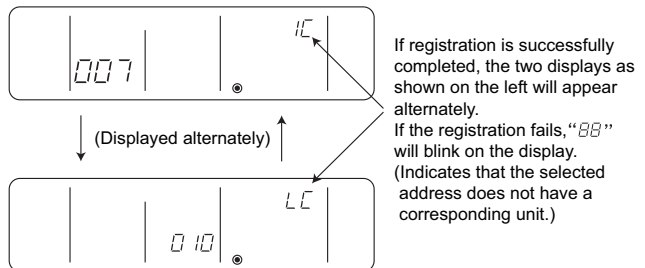 IC
007
(Displayed alternately)
LC
010
If registration is successfully
completed, the two displays as
shown on the left will appear
alternately.
If the registration fails,“88”
will blink on the display.
(Indicates that the selected
address does not have a
corresponding unit.)